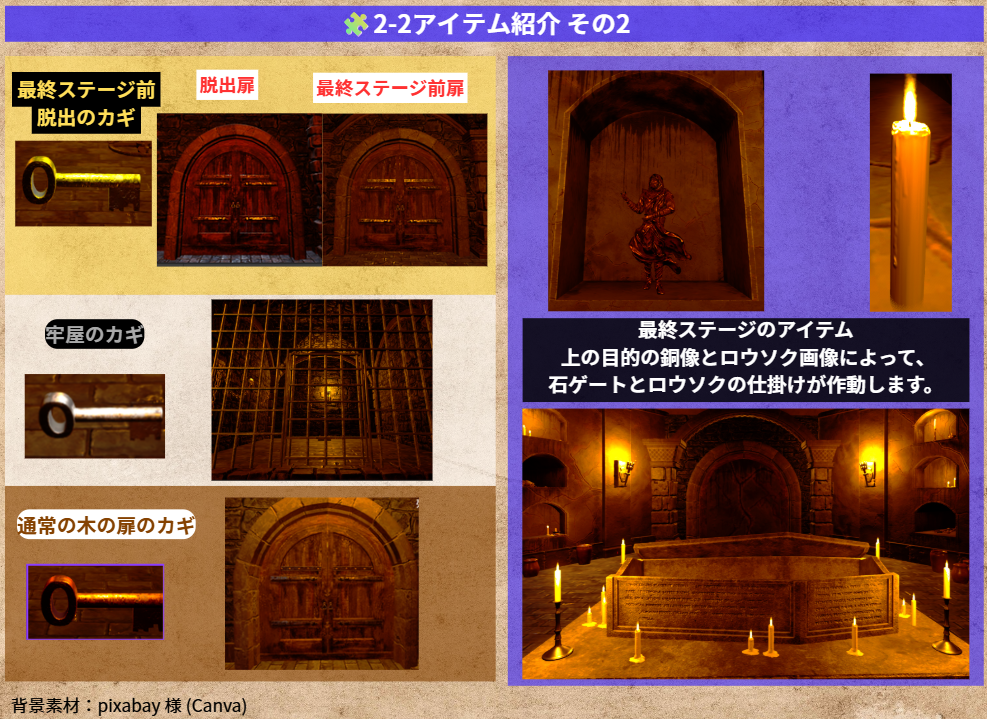 2-2アイテム紹介 その2
最終ステージ前
脱出のカギ
脱出扉
最終ステージ前扉
牢屋のカギ
通常の木の扉のカギ
最終ステージのアイテム
上の目的の銅像とロウソク画像によって、
石ゲートとロウソクの仕掛けが作動します。
背景素材：pixabay 様 (Canva)